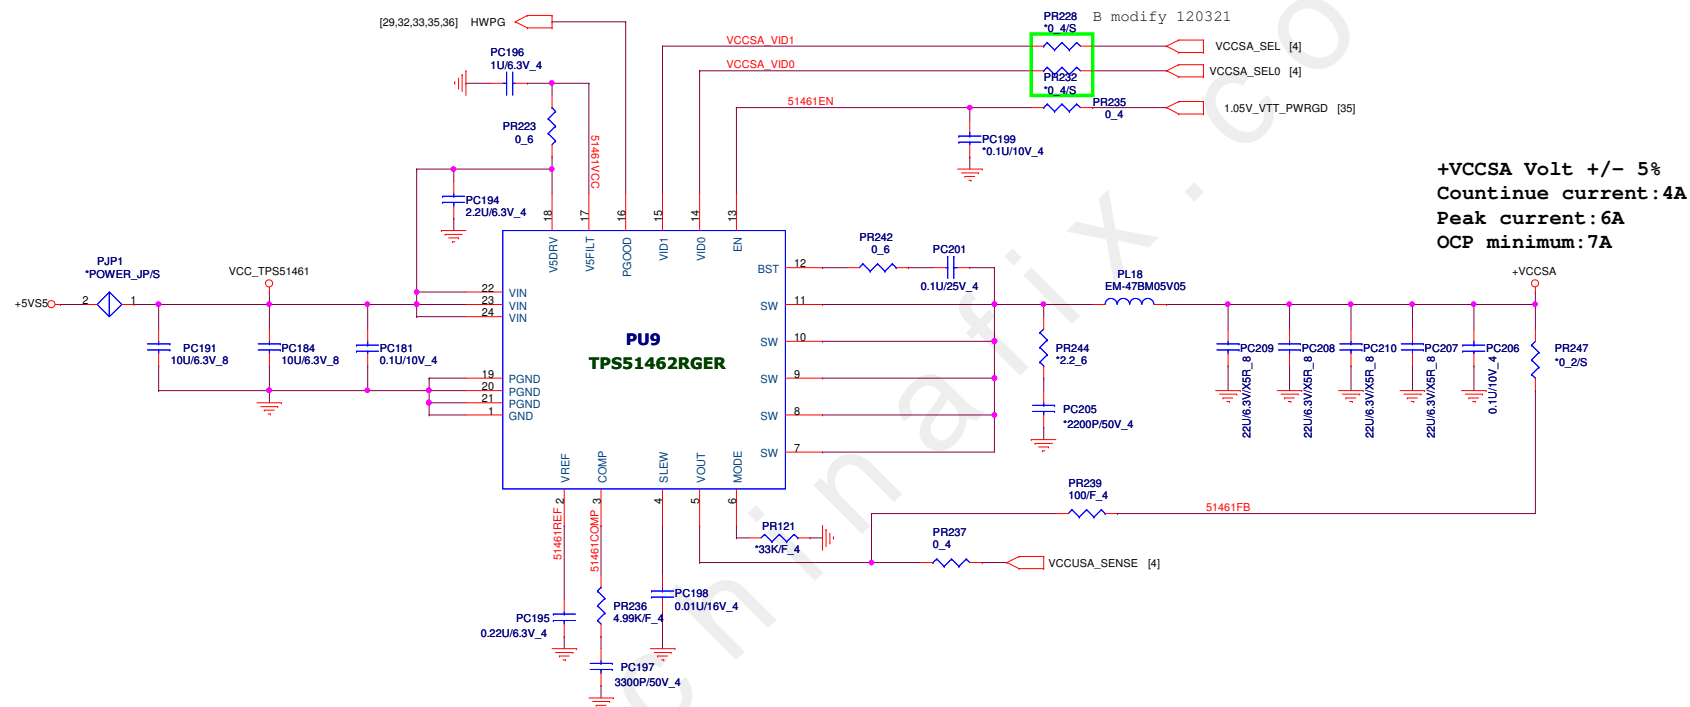 [29,32,33,35,36] HWPG
PR228
B modify 120321
*0_4/S
VCCSA_VID1
VCCSA_SEL [4]
VCCSA_VID0
VCCSA_SEL0 [4]
PR232
*0_4/S
PC196
1U/6.3V_4
51461EN
PR235
0_4
1.05V_VTT_PWRGD [35]
PR223
0_6
51461VCC
PC199
*0.1U/10V_4
+VCCSA Volt +/- 5%
Countinue current:4A
Peak current:6A
OCP minimum:7A
PC194
2.2U/6.3V_4
18
17
16
15
14
13
V5DRV
V5FILT
PGOOD
VID1
VID0
EN
PJP1
*POWER_JP/S
VCC_TPS51461
+5VS5
2
1
22
VIN
23
VIN
24
VIN
BST
12
PR242
0_6
PC201
0.1U/25V_4
PL18
EM-47BM05V05
+VCCSA
SW
11
SW
10
SW
9
SW
8
SW
7
PU9
TPS51462RGER
PC191
10U/6.3V_8
PC184
10U/6.3V_8
PC181
0.1U/10V_4
19
PGND
20
PGND
21
PGND
1
GND
PR244
*2.2_6
PC205
*2200P/50V_4
PC209
22U/6.3V/X5R_8
PC208
22U/6.3V/X5R_8
PC210
22U/6.3V/X5R_8
PC207
22U/6.3V/X5R_8
PC206
0.1U/10V_4
PR247
*0_2/S
VREF
COMP
SLEW
VOUT
MODE
2
3
4
5
6
51461REF
51461COMP
PR121
*33K/F_4
PR239
100/F_4
51461FB
PR237
0_4
VCCUSA_SENSE [4]
PC195
0.22U/6.3V_4
PR236
4.99K/F_4
PC198
0.01U/16V_4
PC197
3300P/50V_4
chinafix.co